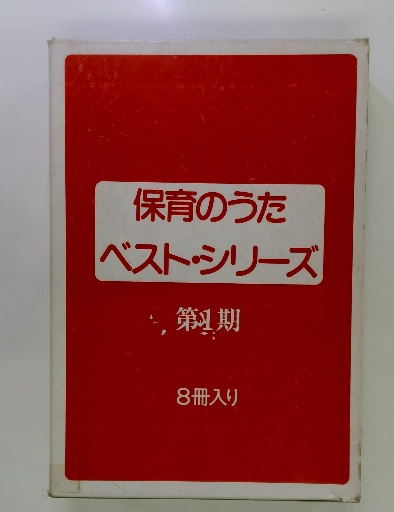 保育のうた
ベスト・シリーズ
第1期
8冊入り